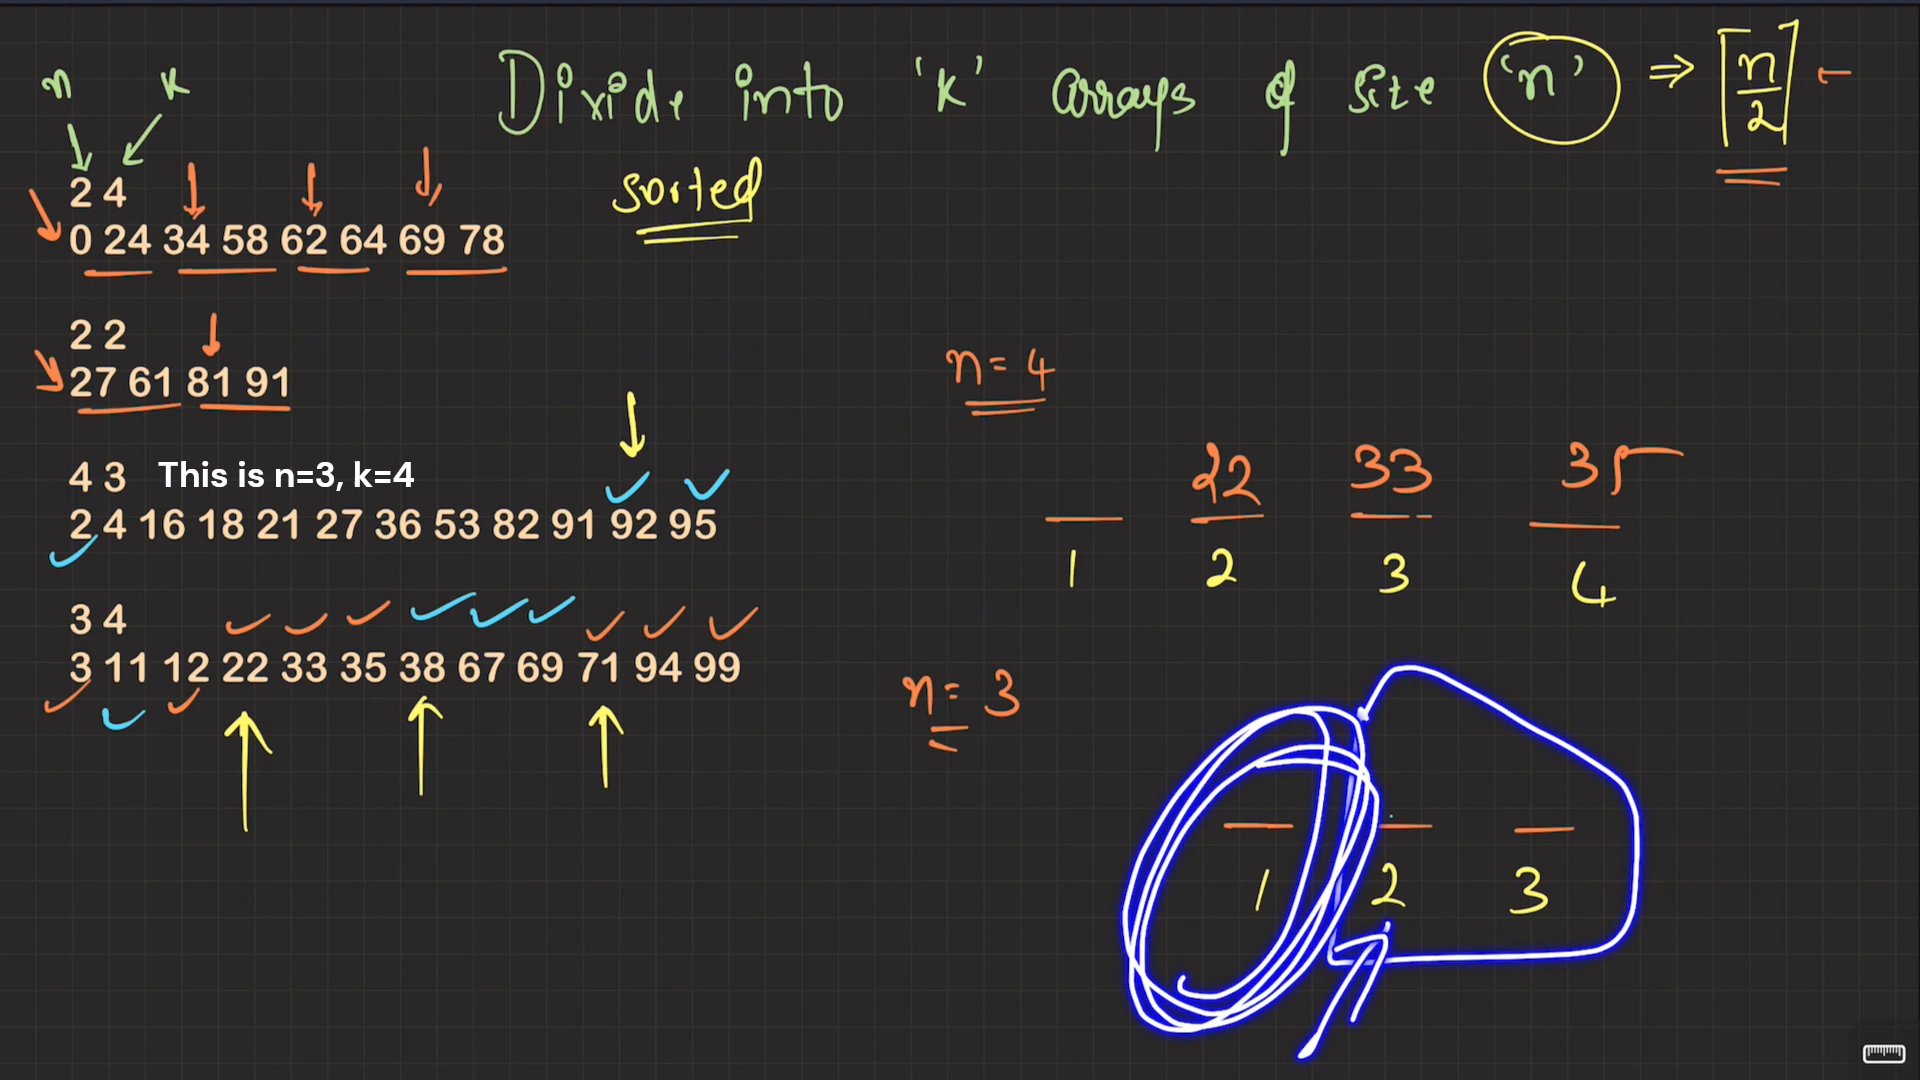 n k
Divide into 'k' arrays of size 'n' ⇒ ⌈n/2⌉ ←
sorted
2 4
0 24 34 58 62 64 69 78
2 2
27 61 81 91
n = 4
4 3 This is n=3, k=4
2 4 16 18 21 27 36 53 82 91 92 95
22 33 35
1 2 3 4
3 4
3 11 12 22 33 35 38 67 69 71 94 99
n = 3
1 2 3